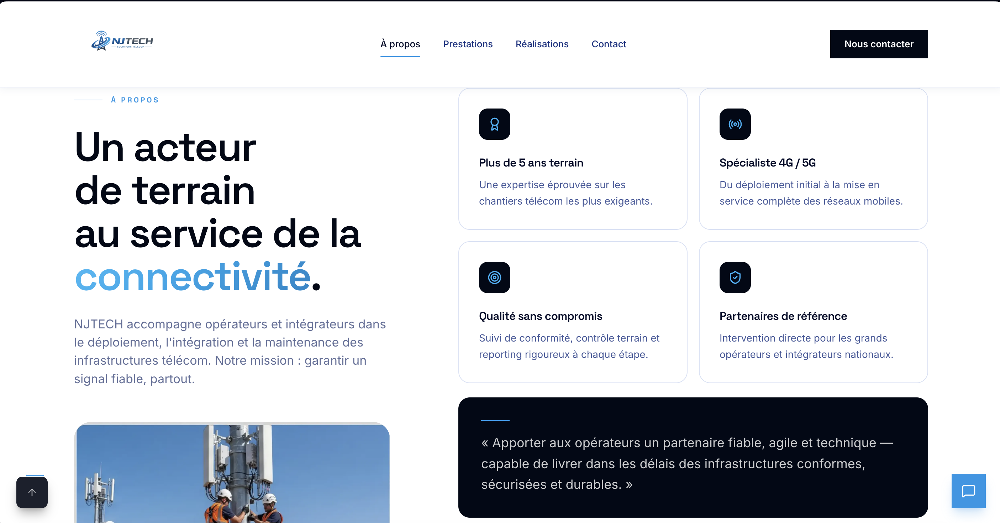 NJTECH
SOLUTIONS TÉLÉCOM
À propos
Prestations
Réalisations
Contact
Nous contacter
À PROPOS
Un acteur
de terrain
au service de la
connectivité.
NJTECH accompagne opérateurs et intégrateurs dans
le déploiement, l'intégration et la maintenance des
infrastructures télécom. Notre mission : garantir un
signal fiable, partout.
Plus de 5 ans terrain
Une expertise éprouvée sur les
chantiers télécom les plus exigeants.
Spécialiste 4G / 5G
Du déploiement initial à la mise en
service complète des réseaux mobiles.
Qualité sans compromis
Suivi de conformité, contrôle terrain et
reporting rigoureux à chaque étape.
Partenaires de référence
Intervention directe pour les grands
opérateurs et intégrateurs nationaux.
« Apporter aux opérateurs un partenaire fiable, agile et technique —
capable de livrer dans les délais des infrastructures conformes,
sécurisées et durables. »